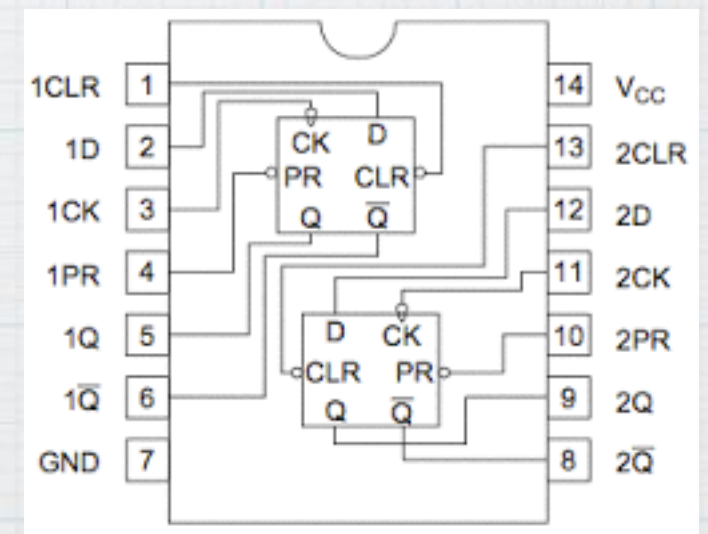 1CLR 1 14 VCC
1D 2 CK D 13 2CLR
PR CLR
1CK 3 Q Q̅ 12 2D
1PR 4 11 2CK
1Q 5 D CK 10 2PR
CLR PR
1Q̅ 6 Q Q̅ 9 2Q
GND 7 8 2Q̅